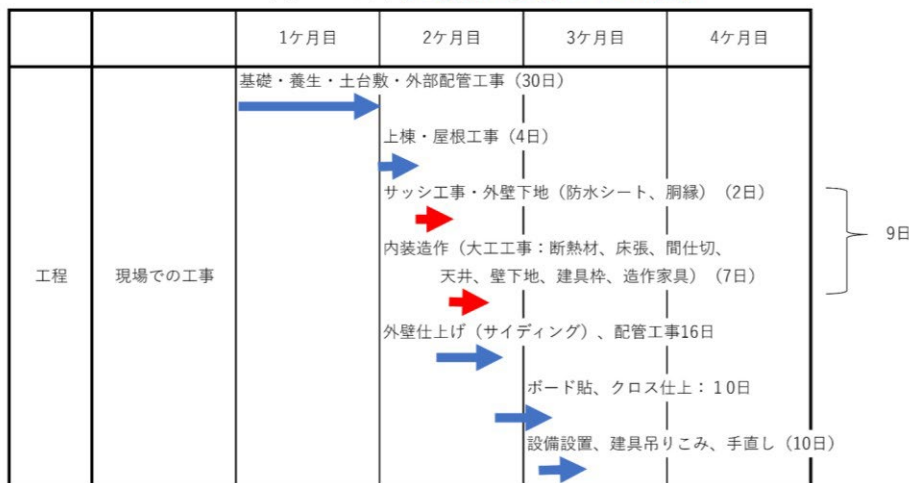 1ケ月目 2ケ月目 3ケ月目 4ケ月目
工程 現場での工事
基礎・養生・土台敷・外部配管工事（30日）
上棟・屋根工事（4日）
サッシ工事・外壁下地（防水シート、胴縁）（2日）
内装造作（大工工事：断熱材、床張、間仕切、
天井、壁下地、建具枠、造作家具）（7日）
9日
外壁仕上げ（サイディング）、配管工事16日
ボード貼、クロス仕上：１０日
設備設置、建具吊りこみ、手直し（10日）